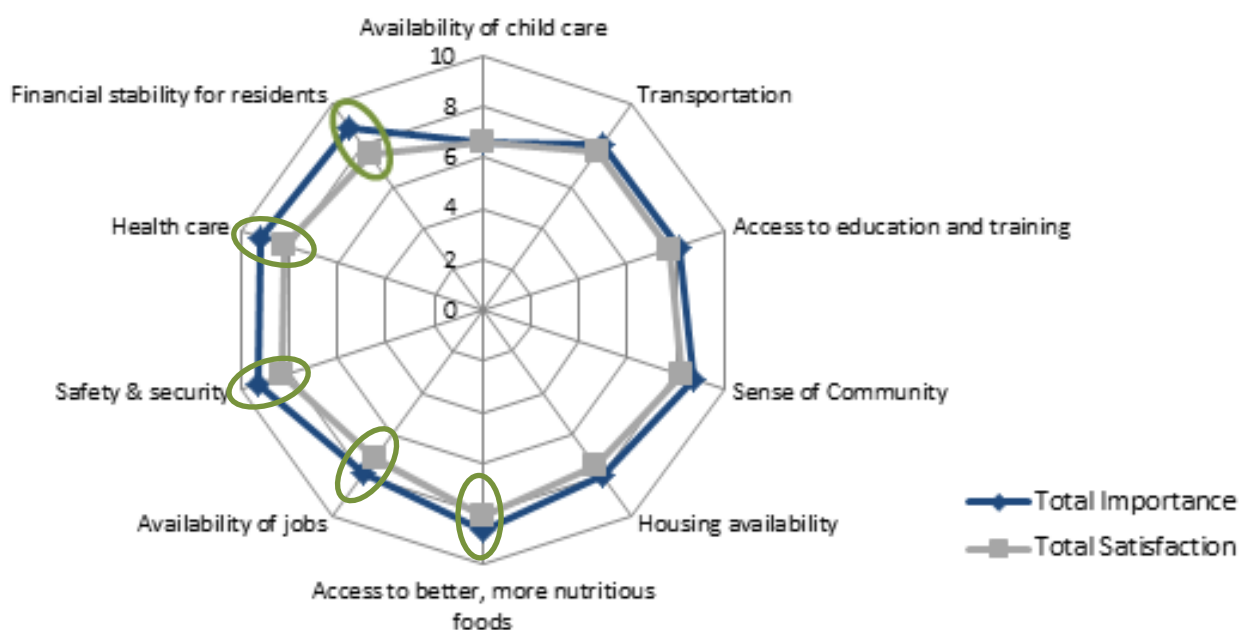 Availability of child care
10
Financial stability for residents
Transportation
8
6
Health care
4
Access to education and training
2
0
Safety & security
Sense of Community
Availability of jobs
Housing availability
Total Importance
Total Satisfaction
Access to better, more nutritious
foods